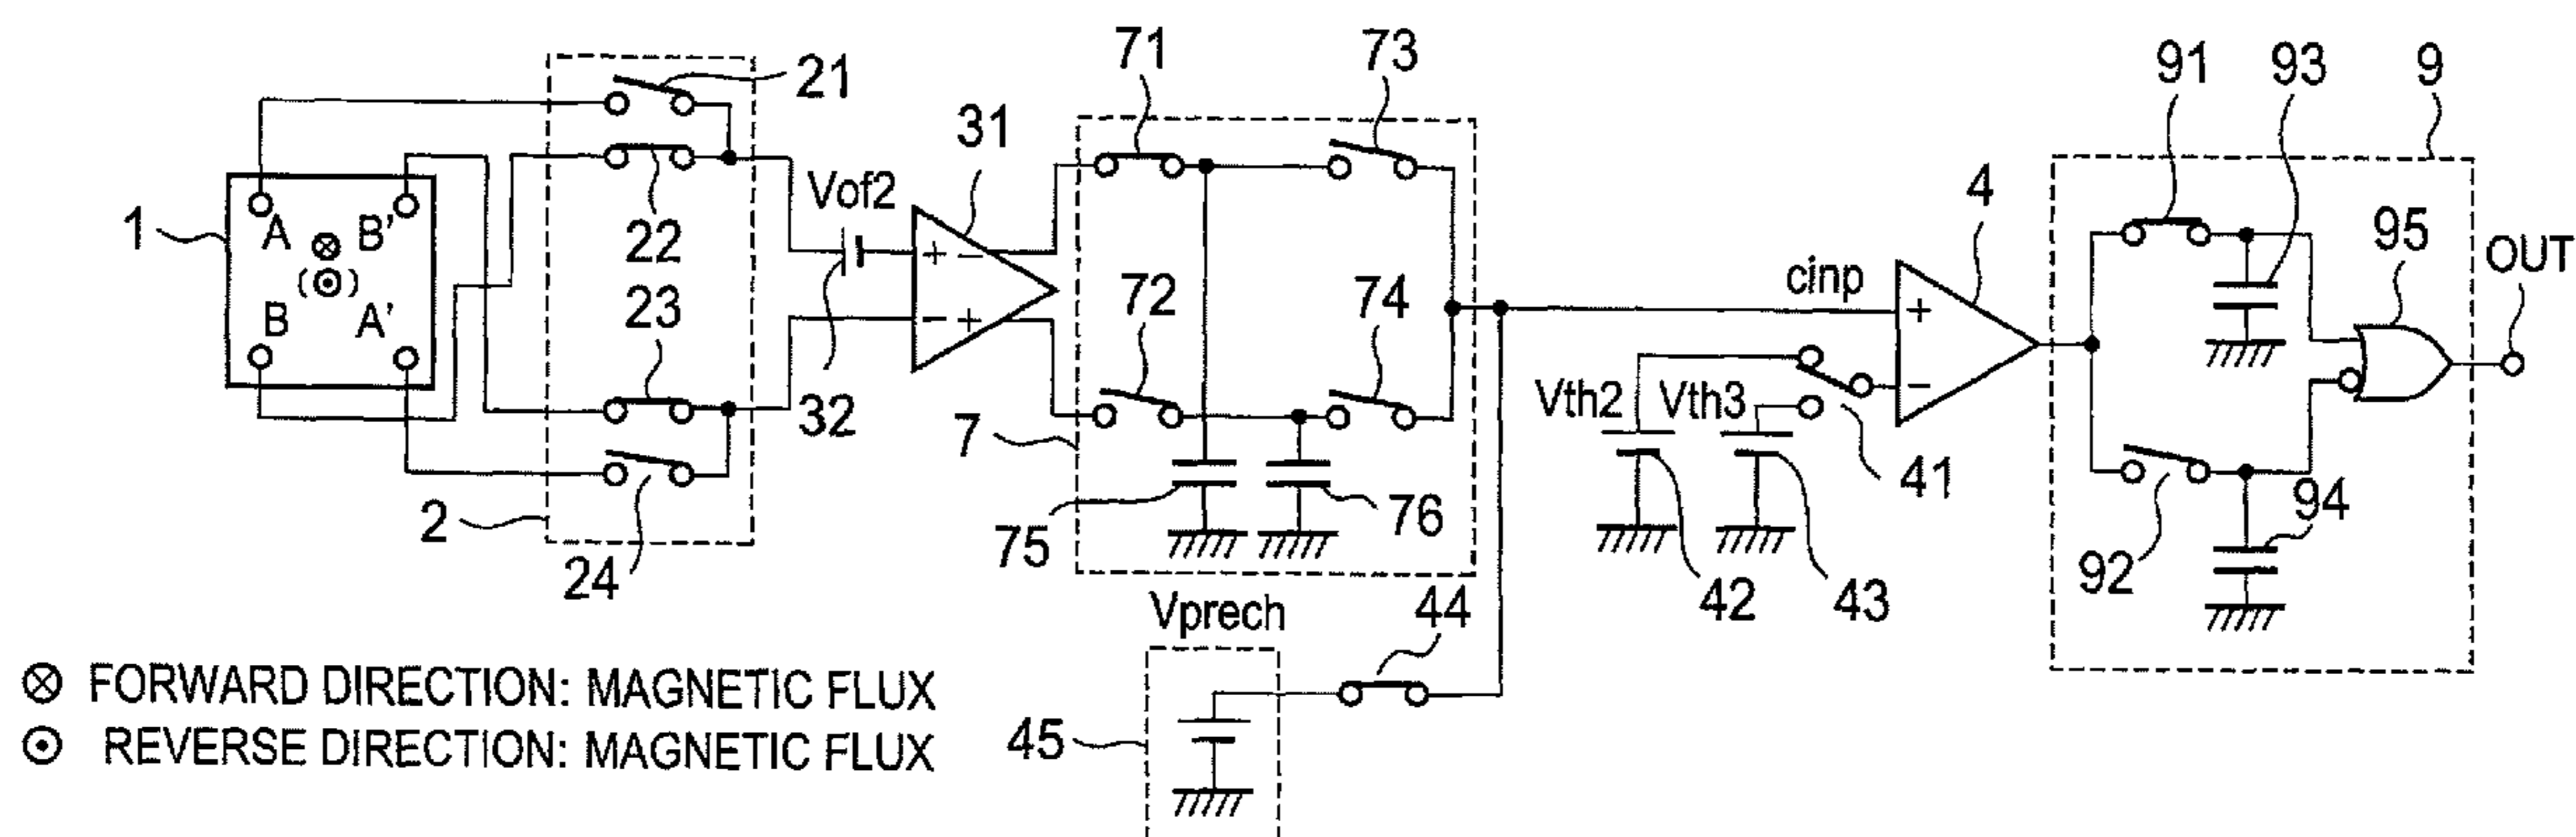 71
73
91
93
9
21
31
4
95
Vof2
A
B'
1
22
OUT
cinp
72
74
B
A'
23
Vth2
Vth3
32
7
41
2
75
76
94
24
92
Vprech
44
42
43
⊗ FORWARD DIRECTION: MAGNETIC FLUX
⊙ REVERSE DIRECTION: MAGNETIC FLUX
45
+
−
−
+
+
−
(⊙)
⊗